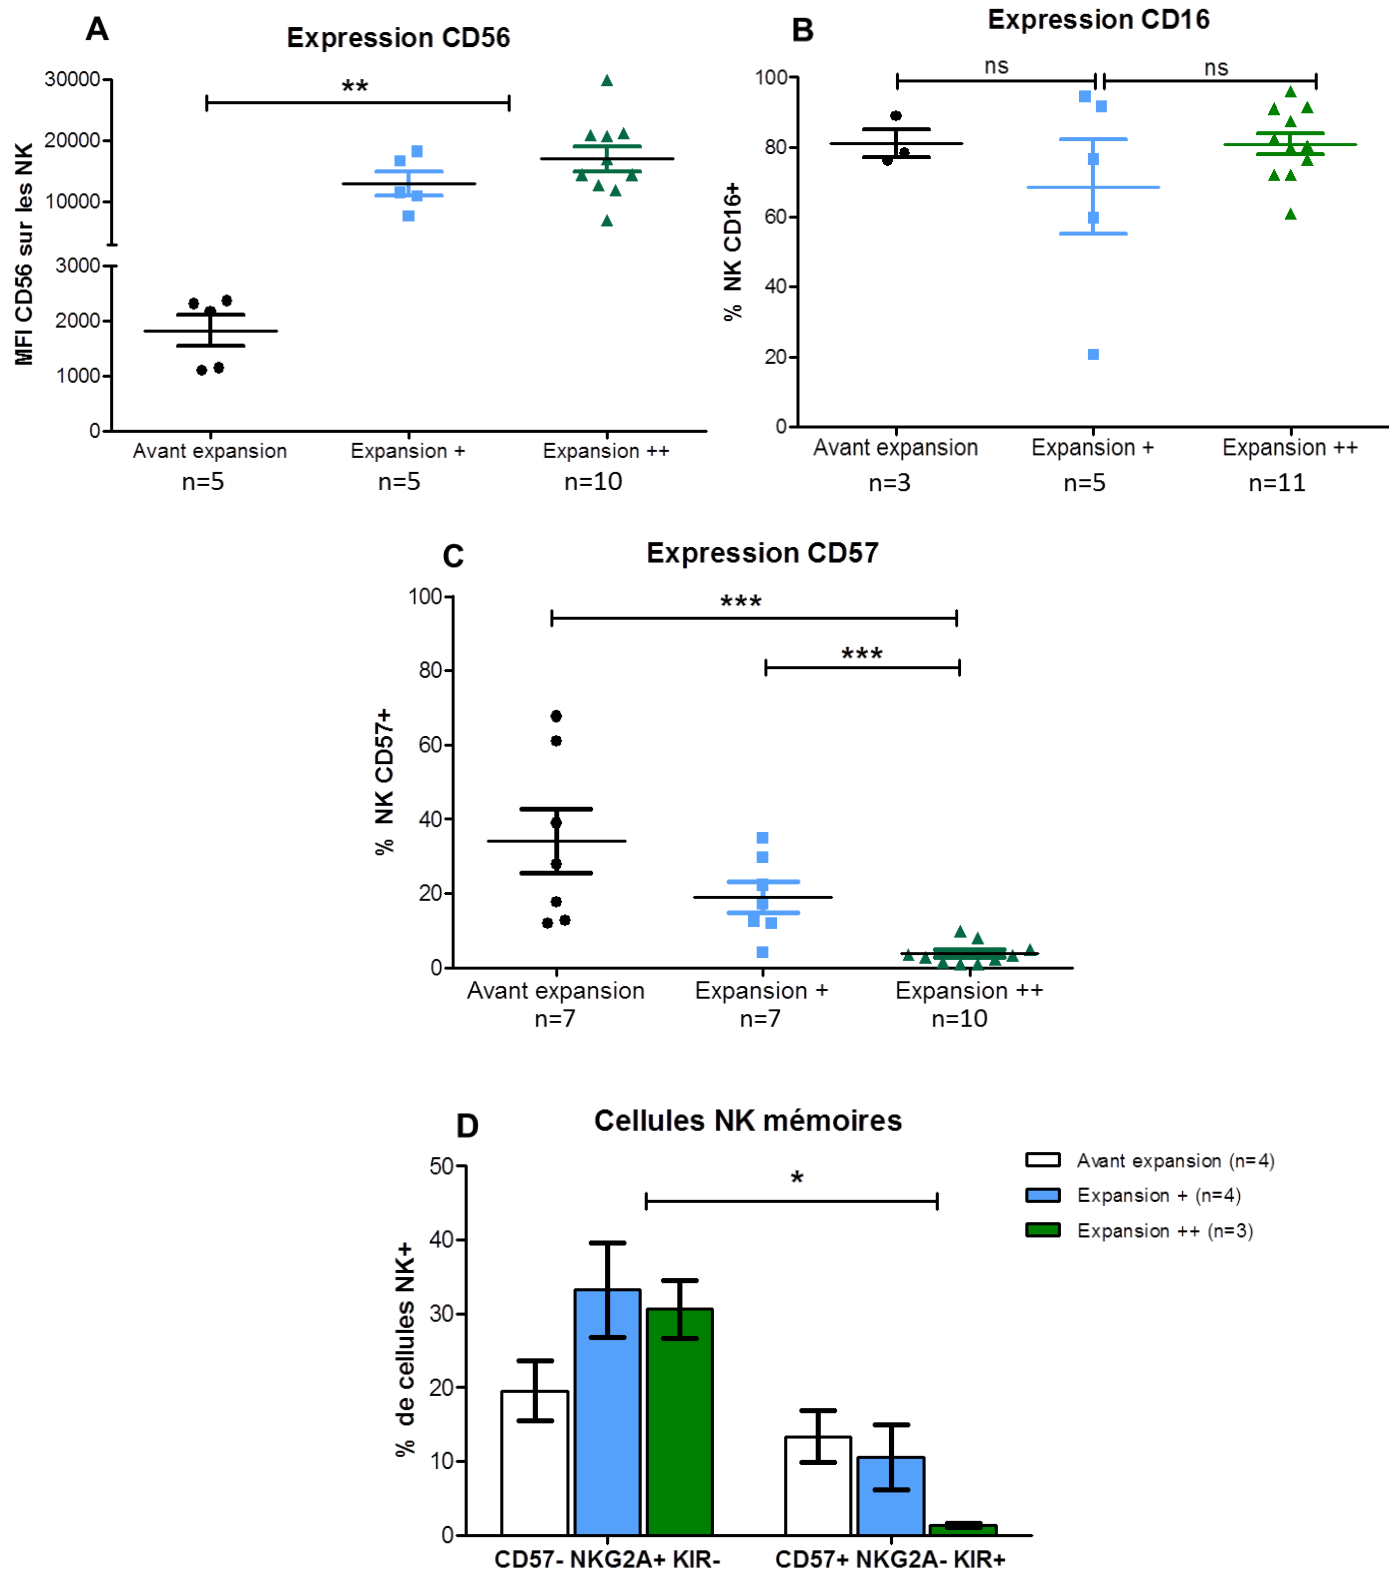 A
Expression CD56
MFI CD56 sur les NK
30000
20000
10000
3000
2000
1000
0
**
Avant expansion
Expansion +
Expansion ++
n=5
n=5
n=10
B
Expression CD16
% NK CD16+
100
80
60
40
20
0
ns
ns
Avant expansion
Expansion +
Expansion ++
n=3
n=5
n=11
C
Expression CD57
% NK CD57+
100
80
60
40
20
0
***
***
Avant expansion
Expansion +
Expansion ++
n=7
n=7
n=10
D
Cellules NK mémoires
% de cellules NK+
50
40
30
20
10
0
*
Avant expansion (n=4)
Expansion + (n=4)
Expansion ++ (n=3)
CD57- NKG2A+ KIR-
CD57+ NKG2A- KIR+